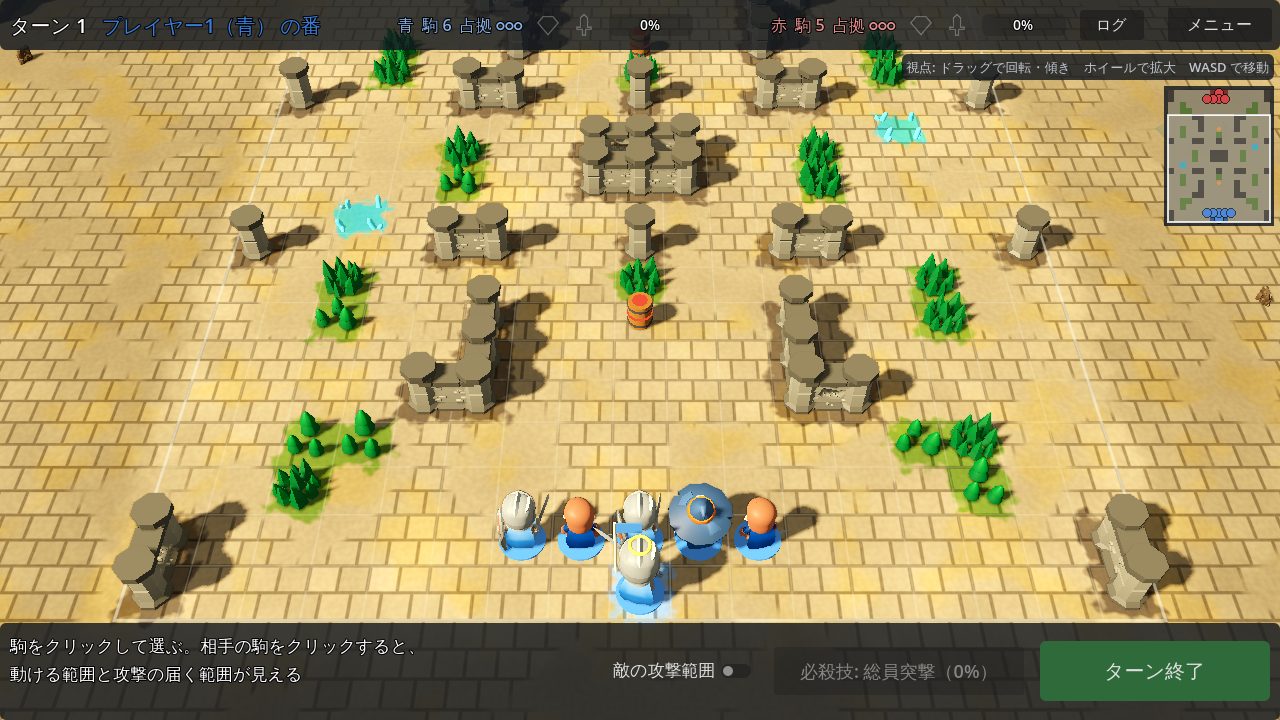 ターン 1 プレイヤー1（青）の番 青 駒 6 占拠 0% 赤 駒 5 占拠 0% ログ メニュー
視点: ドラッグで回転・傾き ホイールで拡大 WASD で移動
駒をクリックして選ぶ。相手の駒をクリックすると、
動ける範囲と攻撃の届く範囲が見える
敵の攻撃範囲 必殺技: 総員突撃（0%） ターン終了